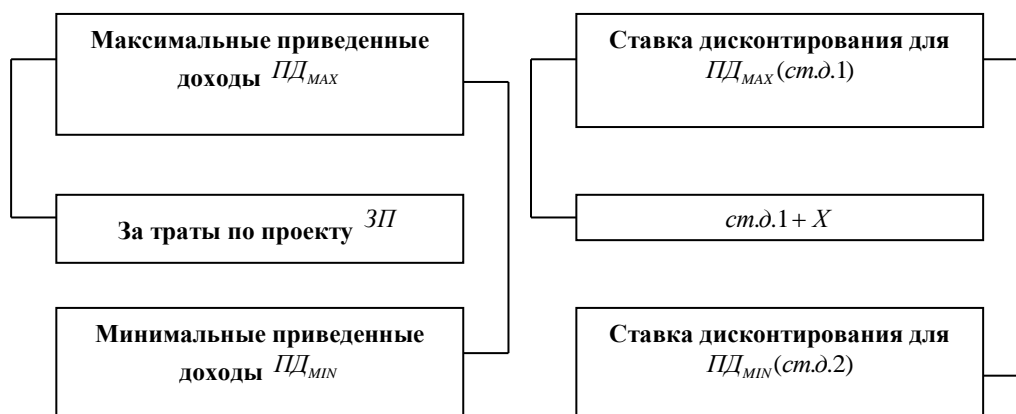 Максимальные приведенные
доходы ПД_MAX
За траты по проекту ЗП
Минимальные приведенные
доходы ПД_MIN
Ставка дисконтирования для
ПД_MAX (ст.д.1)
ст.д.1 + X
Ставка дисконтирования для
ПД_MIN (ст.д.2)